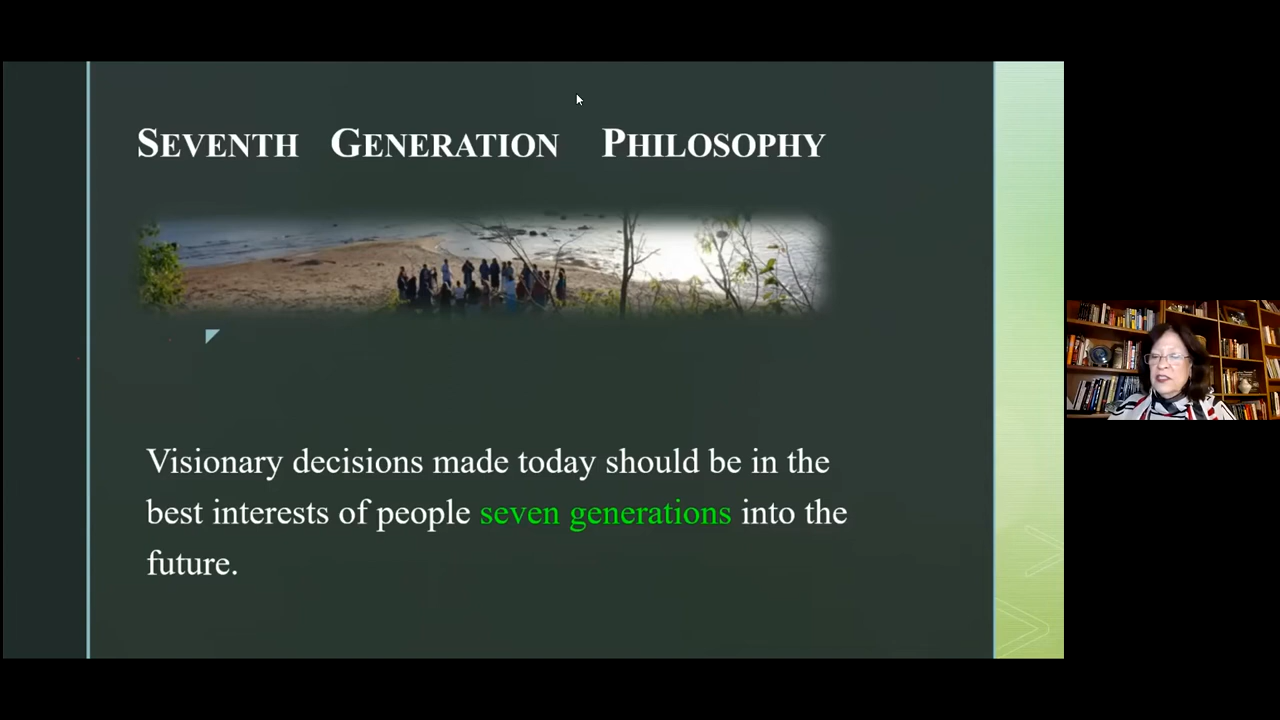 SEVENTH GENERATION PHILOSOPHY
Visionary decisions made today should be in the
best interests of people seven generations into the
future.